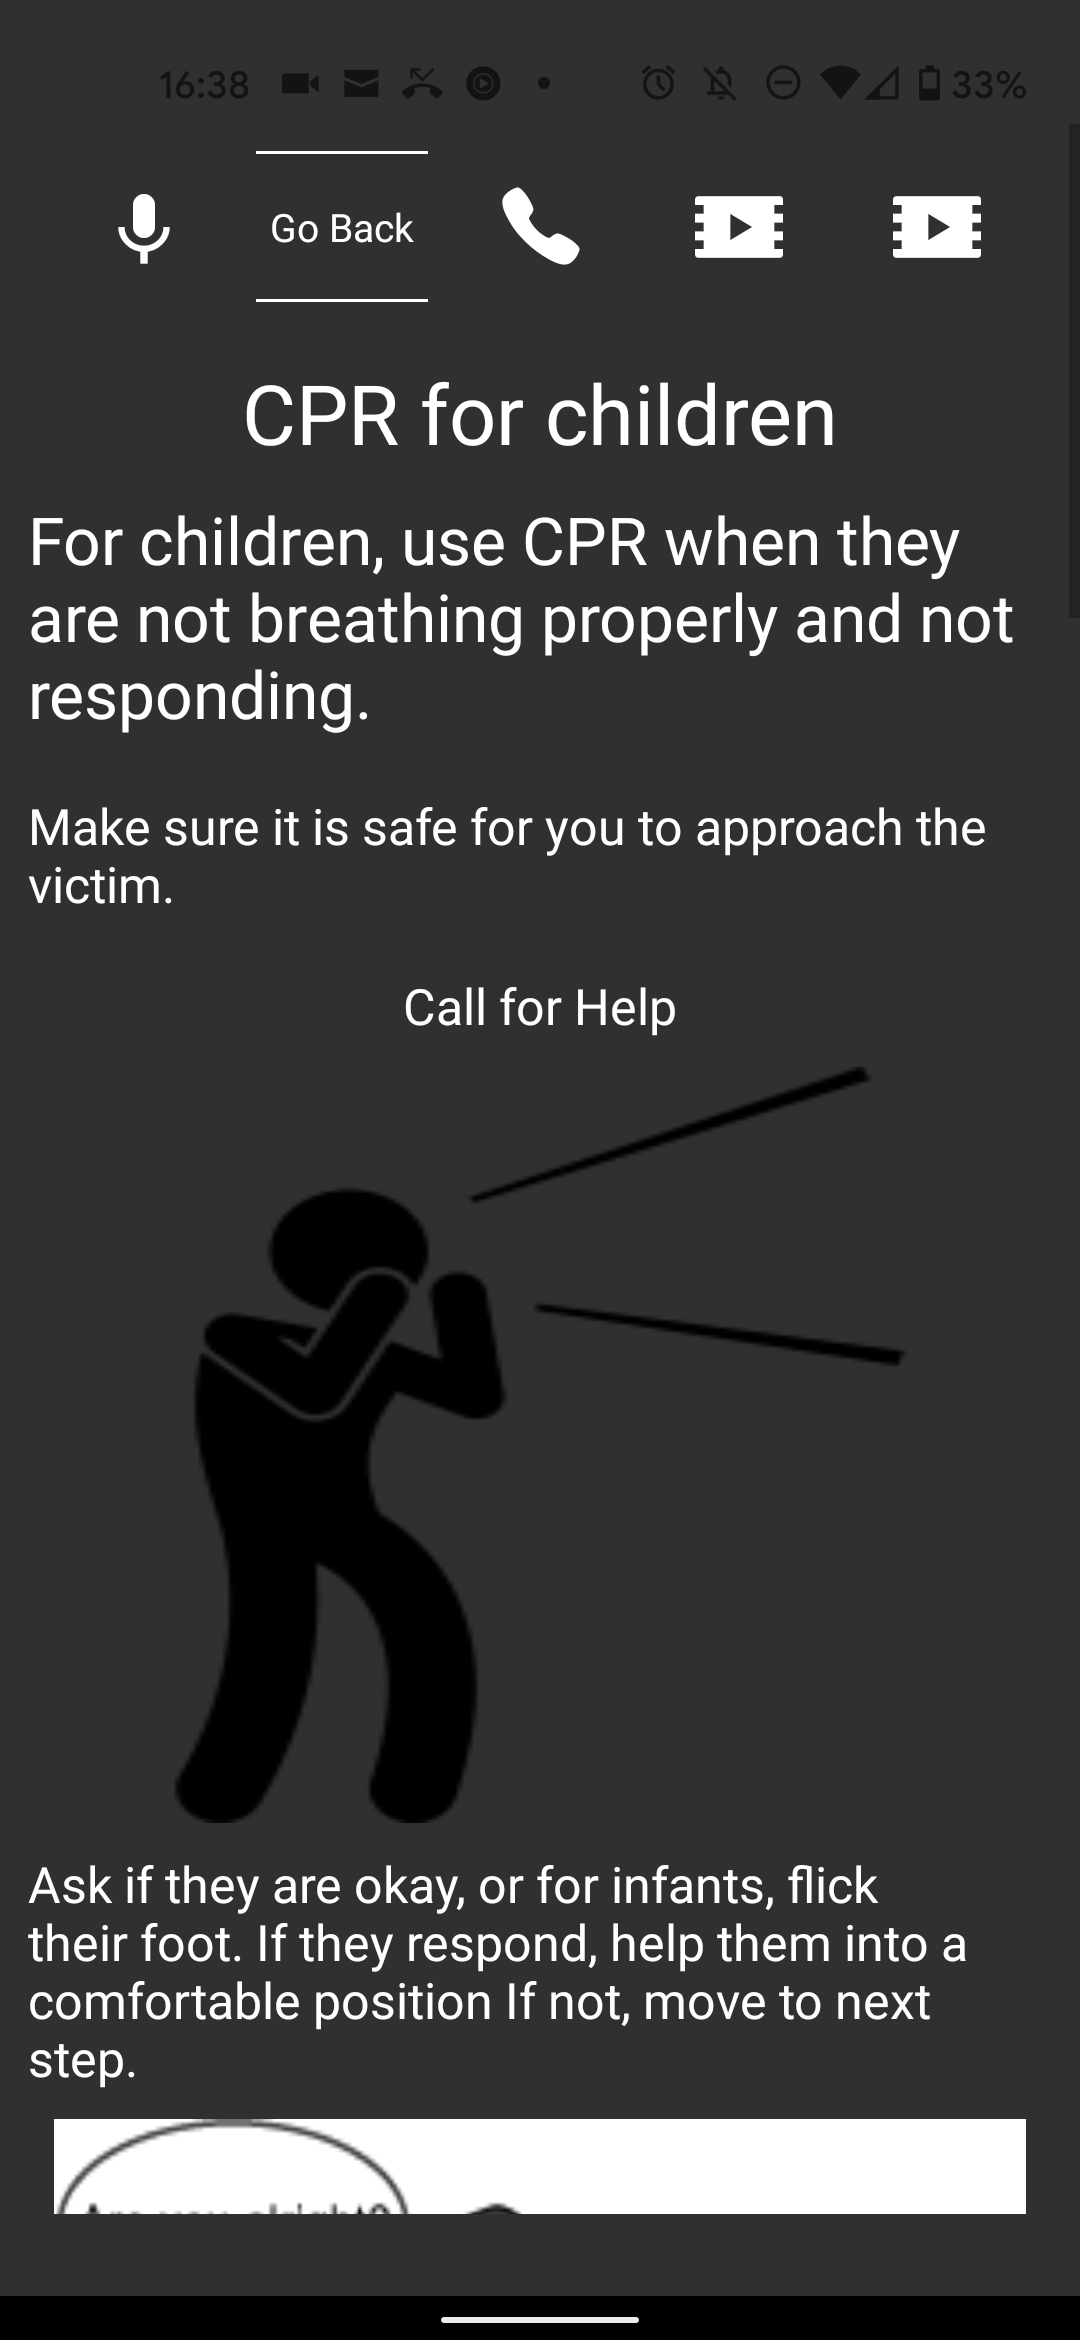 16:38
33%
Go Back
CPR for children
For children, use CPR when they
are not breathing properly and not
responding.
Make sure it is safe for you to approach the
victim.
Call for Help
Ask if they are okay, or for infants, flick
their foot. If they respond, help them into a
comfortable position If not, move to next
step.